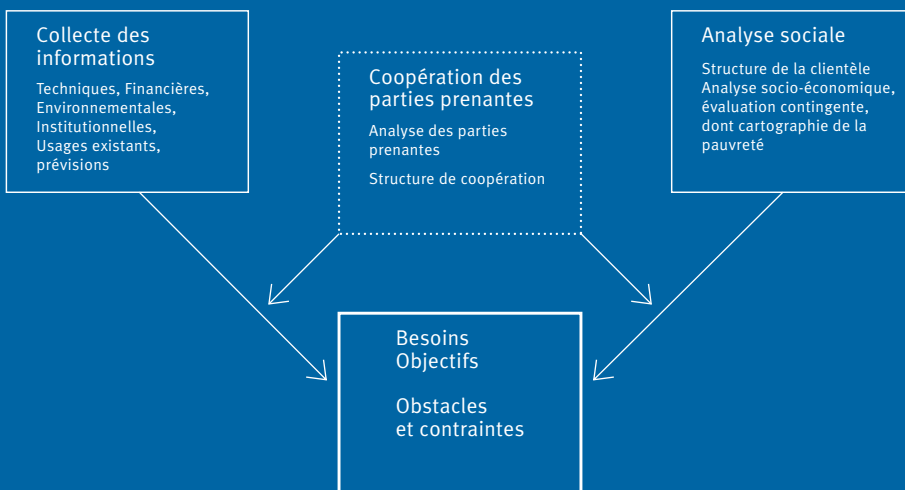 Collecte des
informations
Techniques, Financières,
Environnementales,
Institutionnelles,
Usages existants,
prévisions
Coopération des
parties prenantes
Analyse des parties
prenantes
Structure de coopération
Analyse sociale
Structure de la clientèle
Analyse socio-économique,
évaluation contingente,
dont cartographie de la
pauvreté
Besoins
Objectifs
Obstacles
et contraintes